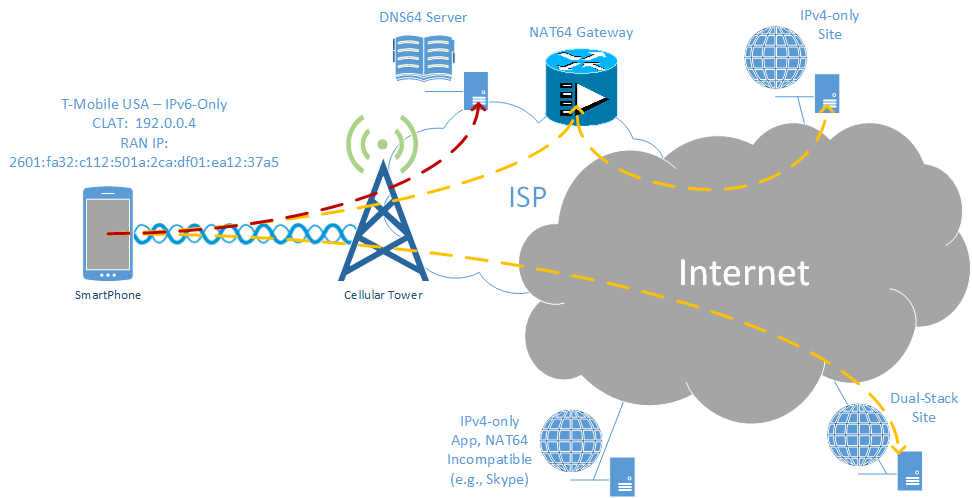 DNS64 Server
NAT64 Gateway
IPv4-only
Site
T-Mobile USA – IPv6-Only
CLAT: 192.0.0.4
RAN IP:
2601:fa32:c112:501a:2ca:df01:ea12:37a5
ISP
Internet
SmartPhone
Cellular Tower
Dual-Stack
Site
IPv4-only
App, NAT64
Incompatible
(e.g., Skype)